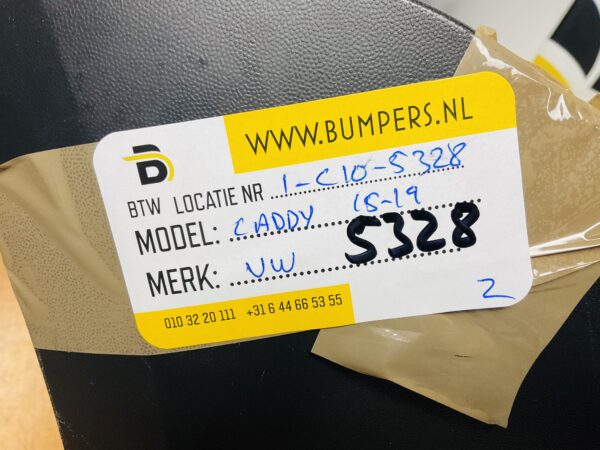 WWW.BUMPERS.NL
BTW LOCATIE NR 1-C10-5328
MODEL: CADDY 15-19
5328
MERK: VW
010 32 20 111 +31 6 44 66 53 55
2